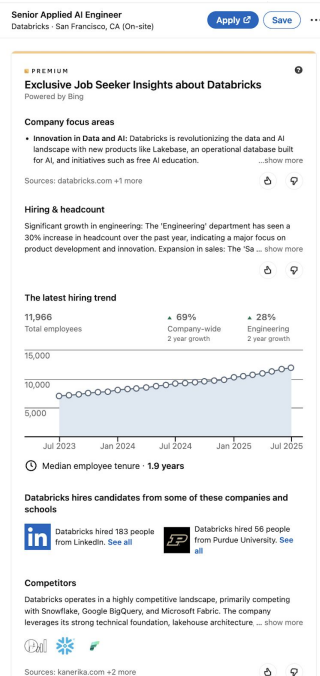 Senior Applied AI Engineer
Databricks · San Francisco, CA (On-site)
Apply
Save
PREMIUM
Exclusive Job Seeker Insights about Databricks
Powered by Bing
Company focus areas
• Innovation in Data and AI: Databricks is revolutionizing the data and AI
landscape with new products like Lakebase, an operational database built
for AI, and initiatives such as free AI education. ...show more
Sources: databricks.com +1 more
Hiring & headcount
Significant growth in engineering: The 'Engineering' department has seen a
30% increase in headcount over the past year, indicating a major focus on
product development and innovation. Expansion in sales: The 'Sa ... show more
The latest hiring trend
11,966
Total employees
▲ 69%
Company-wide
2 year growth
▲ 28%
Engineering
2 year growth
15,000
10,000
5,000
Jul 2023 Jan 2024 Jul 2024 Jan 2025 Jul 2025
Median employee tenure · 1.9 years
Databricks hires candidates from some of these companies and
schools
in
Databricks hired 183 people
from LinkedIn. See all
P
Databricks hired 56 people
from Purdue University. See
all
Competitors
Databricks operates in a highly competitive landscape, primarily competing
with Snowflake, Google BigQuery, and Microsoft Fabric. The company
leverages its strong technical foundation, lakehouse architecture, ... show more
Sources: kanerika.com +2 more